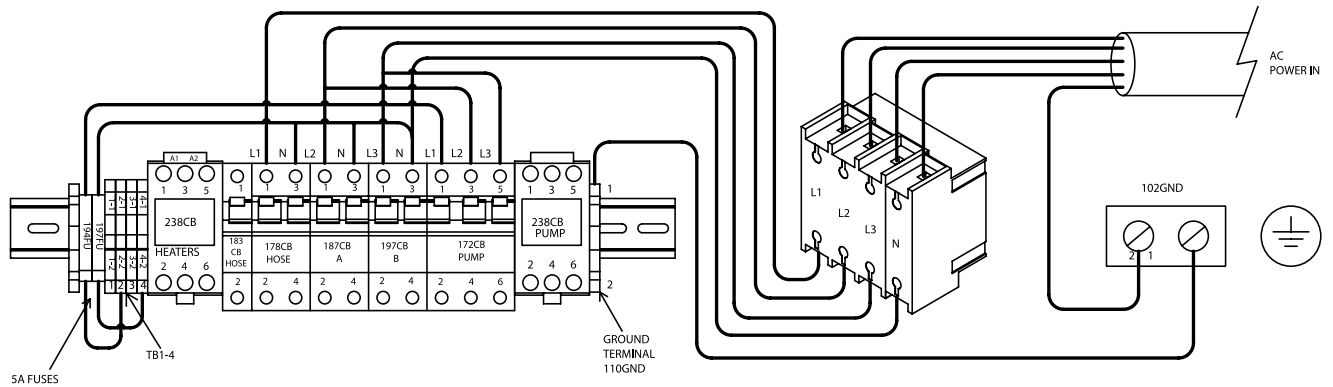 AC
POWER IN
L1 N L2 N L3 N L1 L2 L3
A1 A2
1 3 5
1
1 3
1 3
1 3
1 3 5
1 3 5
1
194FU
197FU
1-1
2-1
3-1
4-1
238CB
HEATERS
183
CB
HOSE
178CB
HOSE
187CB
A
197CB
B
172CB
PUMP
238CB
PUMP
1-2
2-2
3-2
4-2
1 2 3 4
2 4 6
2
2 4
2 4
2 4
2 4 6
2 4 6
2
L1
L2
L3
N
102GND
2 1
5A FUSES
TB1-4
GROUND
TERMINAL
110GND